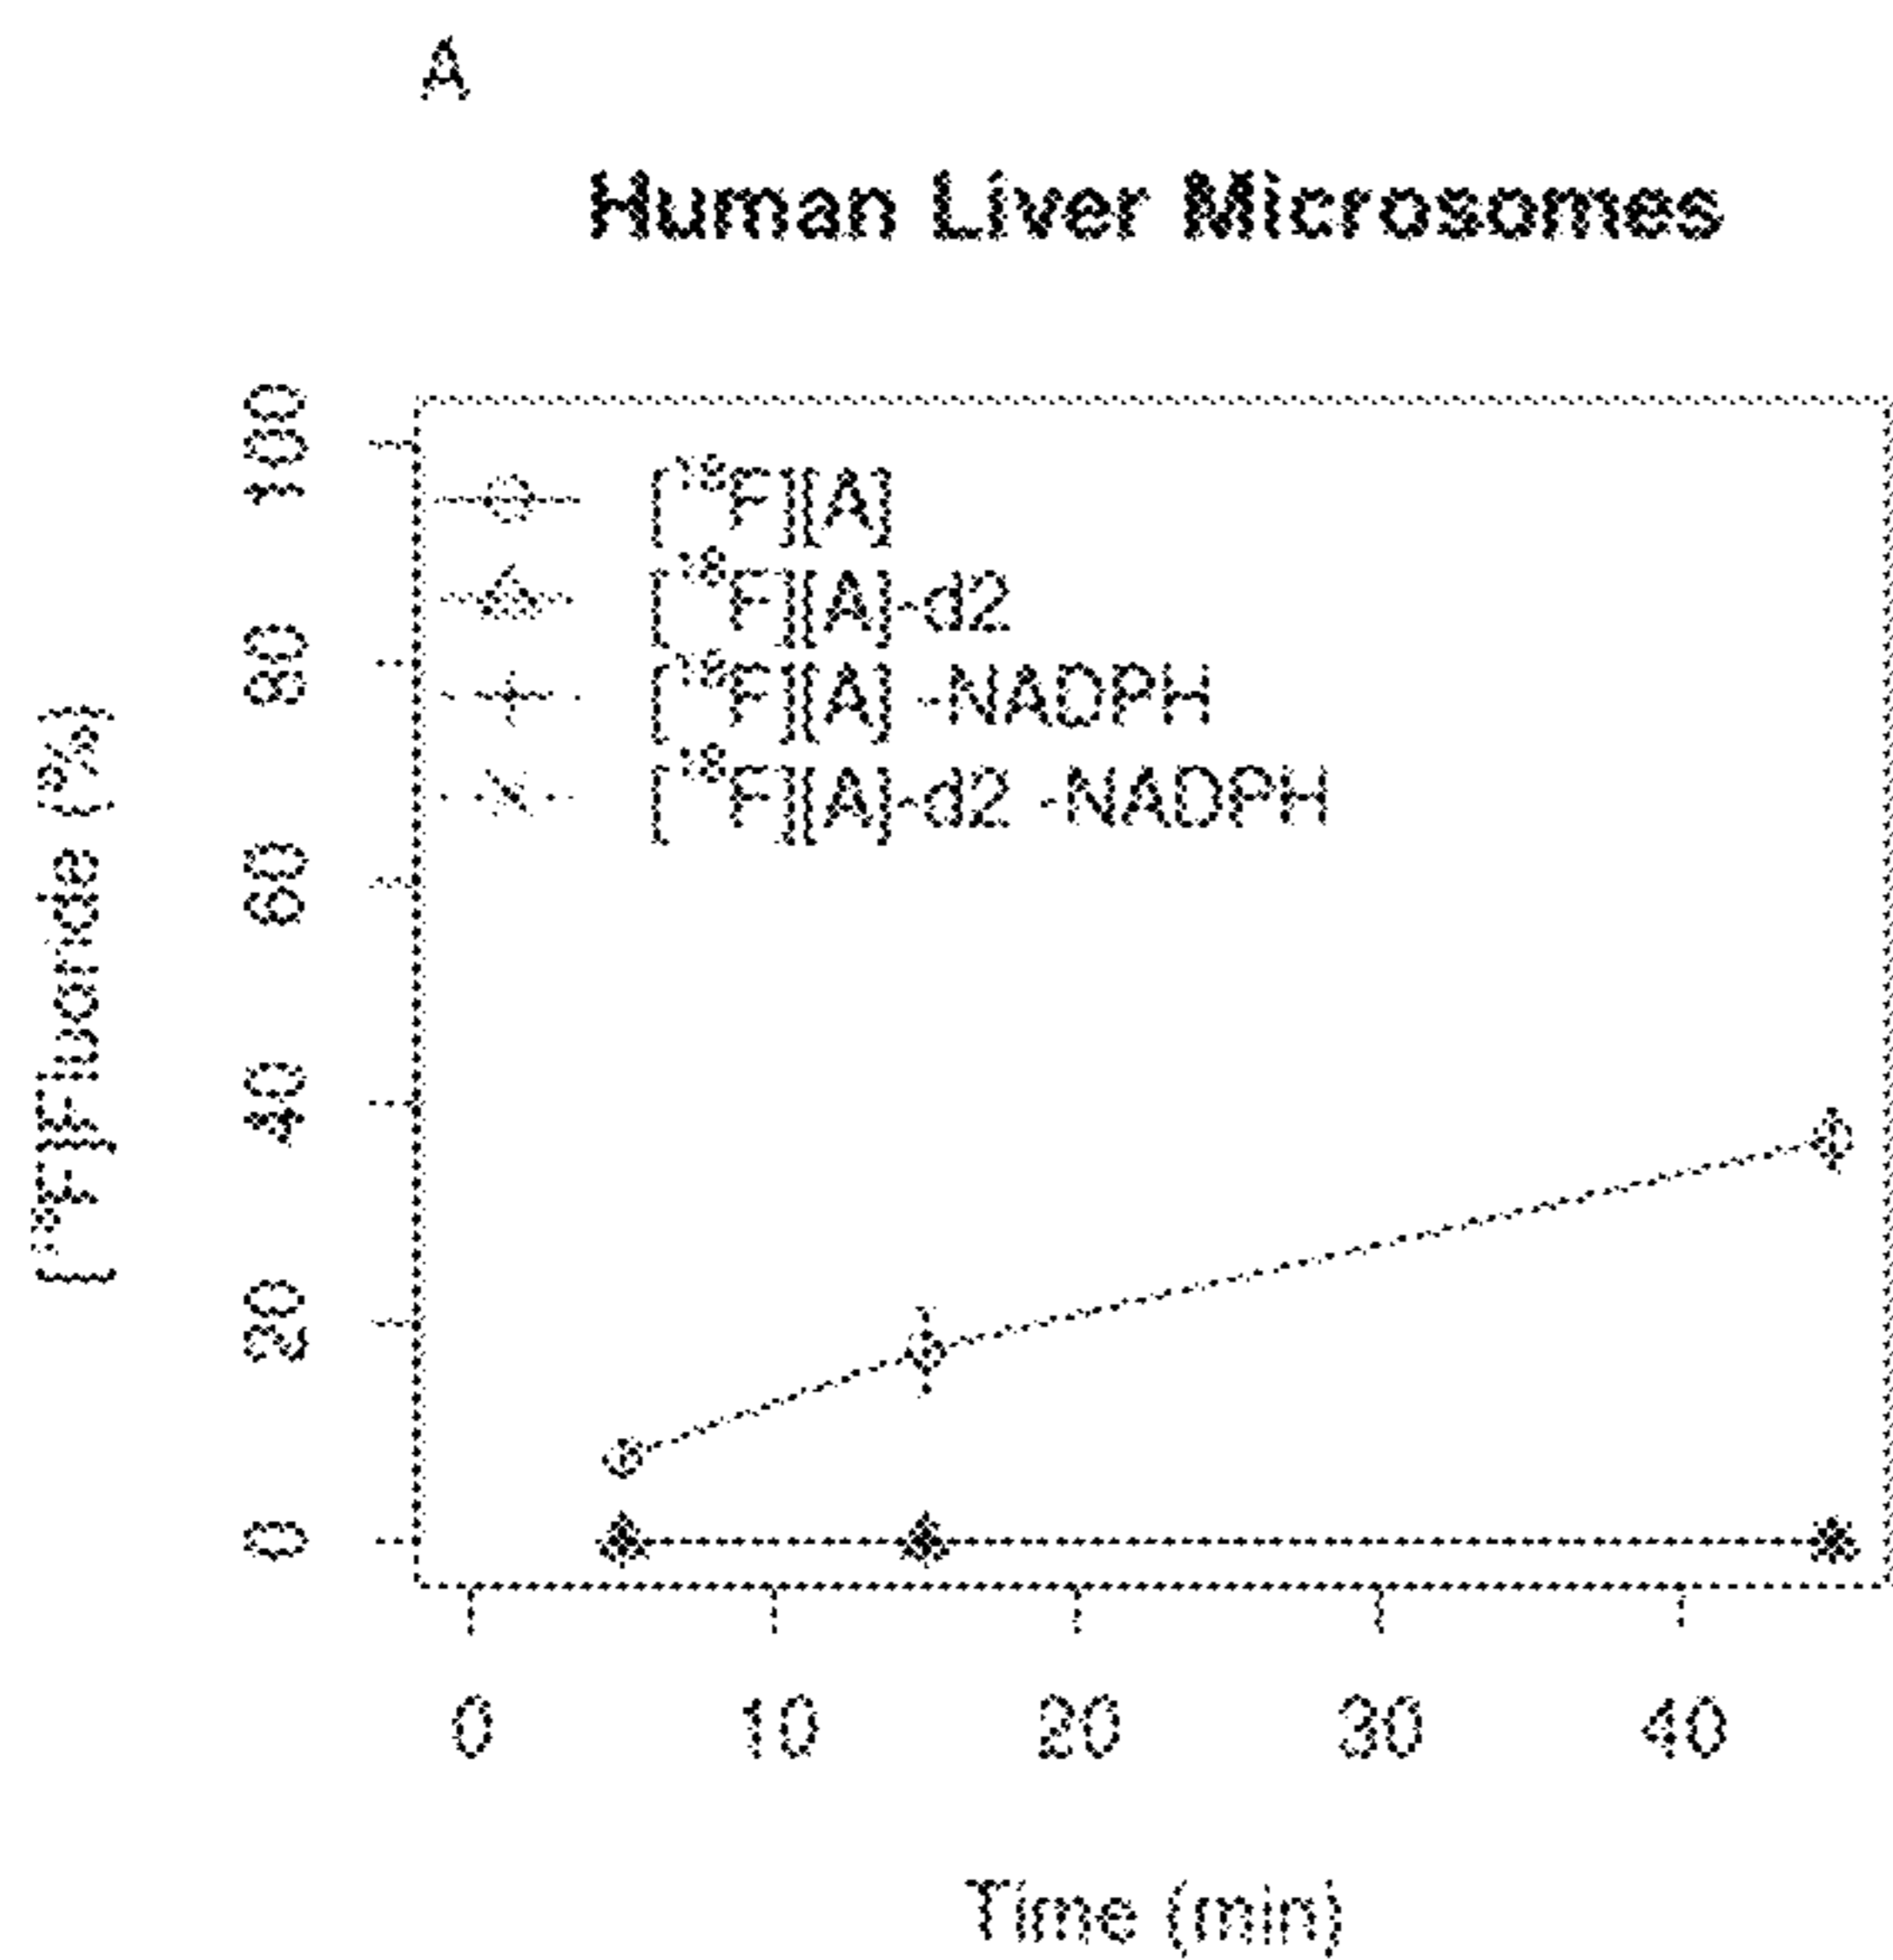 A
Human Liver Microsomes
[¹⁸F]Fluoride (%)
100
80
60
40
20
0
[¹⁸F][A]
[¹⁸F][A]-d2
[¹⁸F][A] -NADPH
[¹⁸F][A]-d2 -NADPH
0 10 20 30 40
Time (min)